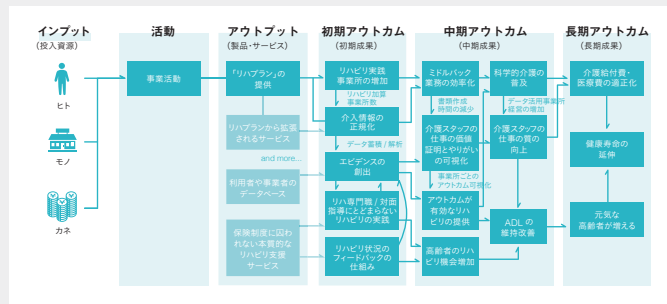 インプット
(投入資源)
ヒト
モノ
カネ
活動
事業活動
アウトプット
(製品・サービス)
「リハプラン」の
提供
リハプランから拡張
されるサービス
and more...
利用者や事業者の
データベース
保険制度に囚われ
ない本質的な
リハビリ支援
サービス
初期アウトカム
(初期成果)
リハビリ実践
事業所の増加
リハビリ加算
事業所数
介入情報の
正規化
データ蓄積 / 解析
エビデンスの
創出
リハ専門職 / 対面
指導にとどまらない
リハビリの実践
リハビリ状況の
フィードバックの
仕組み
中期アウトカム
(中期成果)
ミドルバック
業務の効率化
書類作成
時間の減少
介護スタッフの
仕事の価値
証明とやりがい
の可視化
事業所ごとの
アウトカム可視化
アウトカムが
有効なリハ
ビリの提供
高齢者のリハ
ビリ機会増加
科学的介護の
普及
データ活用事業所
経営の増加
介護スタッフの
仕事の質の
向上
ADL の
維持改善
長期アウトカム
(長期成果)
介護給付費・
医療費の適正化
健康寿命の
延伸
元気な
高齢者が増える